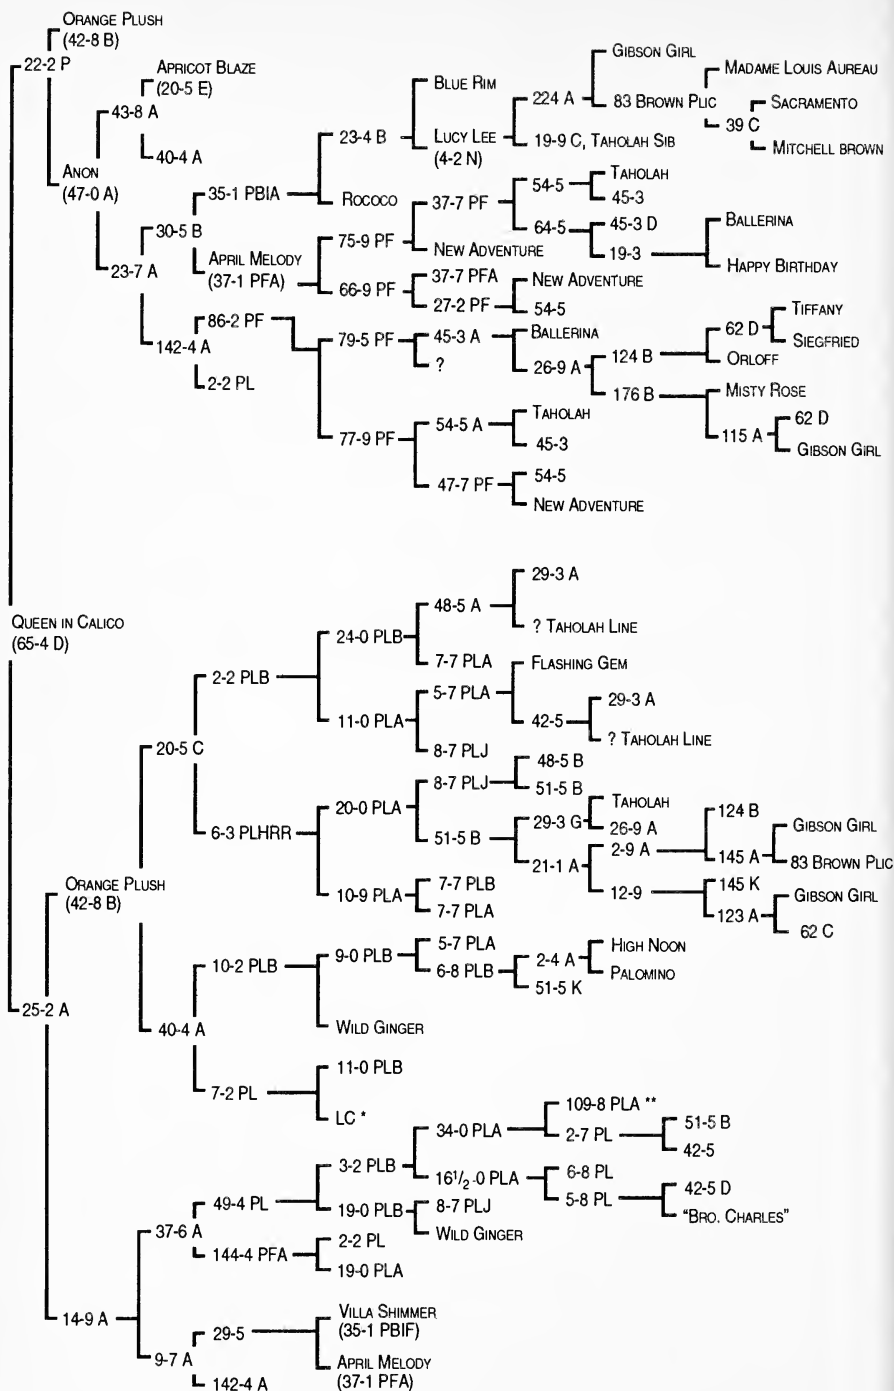 ORANGE PLUSH
(42-8 B)
22-2 P
APRICOT BLAZE
(20-5 E)
43-8 A
40-4 A
ANON
(47-0 A)
GIBSON GIRL
MADAME LOUIS AUREAU
BLUE RIM
224 A
83 BROWN PLIC
SACRAMENTO
39 C
23-4 B
LUCY LEE
(4-2 N)
19-9 C, TAHOLAH SIB
MITCHELL BROWN
35-1 PBIA
ROCOCO
37-7 PF
54-5
TAHOLAH
45-3
30-5 B
75-9 PF
64-5
45-3 D
BALLERINA
APRIL MELODY
(37-1 PFA)
NEW ADVENTURE
19-3
HAPPY BIRTHDAY
23-7 A
66-9 PF
37-7 PFA
NEW ADVENTURE
27-2 PF
54-5
TIFFANY
86-2 PF
79-5 PF
45-3 A
BALLERINA
62 D
SIEGFRIED
142-4 A
?
26-9 A
124 B
ORLOFF
2-2 PL
176 B
MISTY ROSE
54-5 A
TAHOLAH
115 A
62 D
77-9 PF
45-3
GIBSON GIRL
47-7 PF
54-5
NEW ADVENTURE
QUEEN IN CALICO
(65-4 D)
29-3 A
48-5 A
? TAHOLAH LINE
24-0 PLB
7-7 PLA
FLASHING GEM
2-2 PLB
5-7 PLA
29-3 A
11-0 PLA
42-5
? TAHOLAH LINE
20-5 C
8-7 PLJ
48-5 B
8-7 PLJ
51-5 B
20-0 PLA
TAHOLAH
124 B
6-3 PLHRR
51-5 B
29-3 G
26-9 A
GIBSON GIRL
21-1 A
2-9 A
145 A
83 BROWN PLIC
ORANGE PLUSH
(42-8 B)
10-9 PLA
7-7 PLB
12-9
145 K
GIBSON GIRL
7-7 PLA
123 A
62 C
10-2 PLB
9-0 PLB
5-7 PLA
HIGH NOON
6-8 PLB
2-4 A
PALOMINO
25-2 A
51-5 K
40-4 A
WILD GINGER
7-2 PL
11-0 PLB
LC *
109-8 PLA **
34-0 PLA
2-7 PL
51-5 B
42-5
3-2 PLB
16 1/2 -0 PLA
6-8 PL
49-4 PL
5-8 PL
42-5 D
19-0 PLB
8-7 PLJ
"BRO. CHARLES"
37-6 A
WILD GINGER
144-4 PFA
2-2 PL
19-0 PLA
14-9 A
VILLA SHIMMER
(35-1 PBIF)
29-5
9-7 A
APRIL MELODY
(37-1 PFA)
142-4 A